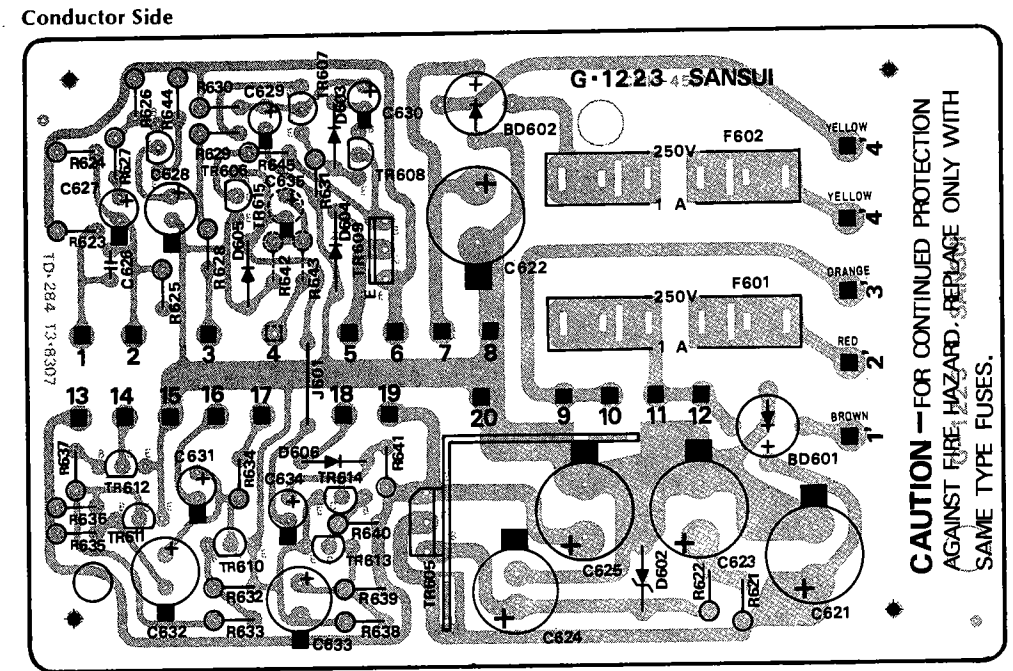 Conductor Side
G·1223 SANSUI
TR607
R630
C629
D603
C630
R626
R644
BD602
F602
YELLOW
4'
250V
R624
R627
R629
R645
TR606
TR608
R631
C627
C628
TR615
C635
YELLOW
4'
1 A
R623
C626
R628
D605
D604
TR609
C622
R642
R643
R625
E
ORANGE
3'
F601
250V
TD·284 13·8307
RED
2'
1 A
1 2 3 4 5 6 7 8
J601
13 14 15 16 17 18 19
20 9 10 11 12
BROWN
1'
R637
D606
R641
C631
R634
TR612
C634
TR614
BD601
R636
R635
TR611
R640
TR610
TR613
TR605
C625
C623
D602
R622
R621
R632
R639
C621
C632
R633
C633
R638
C624
CAUTION—FOR CONTINUED PROTECTION
AGAINST FIRE HAZARD. REPLACE ONLY WITH
SAME TYPE FUSES.